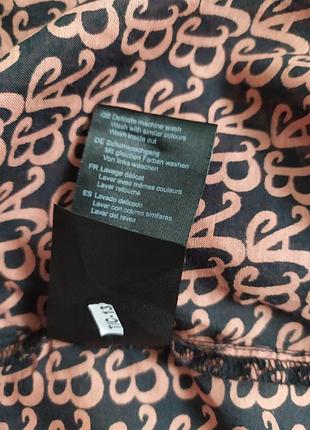 GB Delicate machine wash
Wash with similar colours
Wash inside out
DE Schonwaschgang
Mit gleichen Farben waschen
Von links waschen
FR Lavage délicat
Laver avec mêmes couleurs
Laver retourné
ES Lavado delicado
Lavar con colores similares
Lavar del revés
TC-13